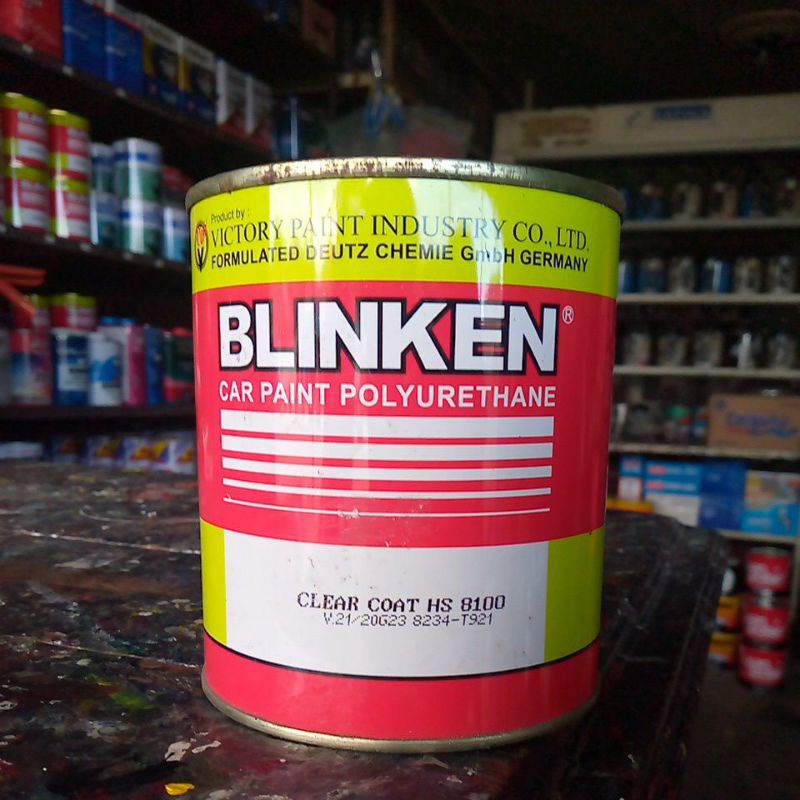 Product by :
VICTORY PAINT INDUSTRY CO., LTD.
FORMULATED DEUTZ CHEMIE GmbH GERMANY
BLINKEN®
CAR PAINT POLYURETHANE
CLEAR COAT HS 8100
V.21/20G23 8234-T921